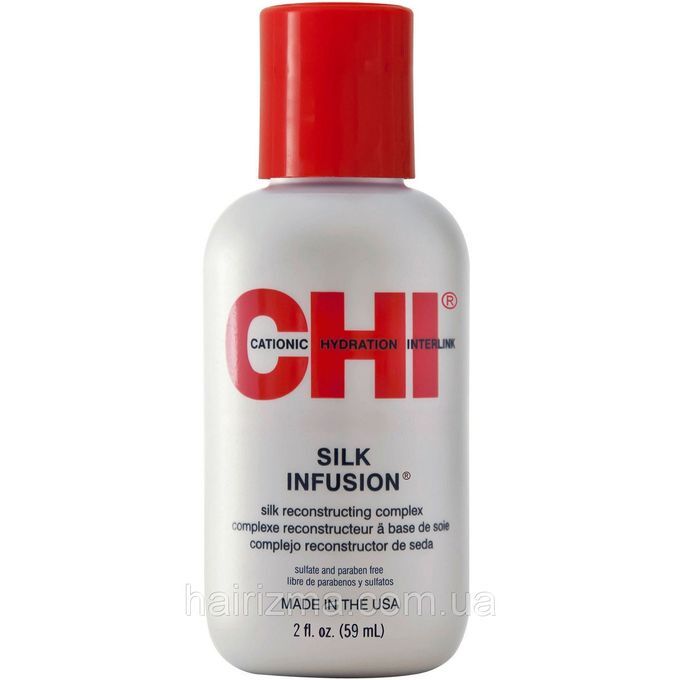 CHI®
CATIONIC HYDRATION INTERLINK
SILK
INFUSION®
silk reconstructing complex
complexe reconstructeur ä base de soie
complejo reconstructor de seda
sulfate and paraben free
libre de parabenos y sulfatos
hairizma.com.ua
MADE IN THE USA
2 fl. oz. (59 mL)